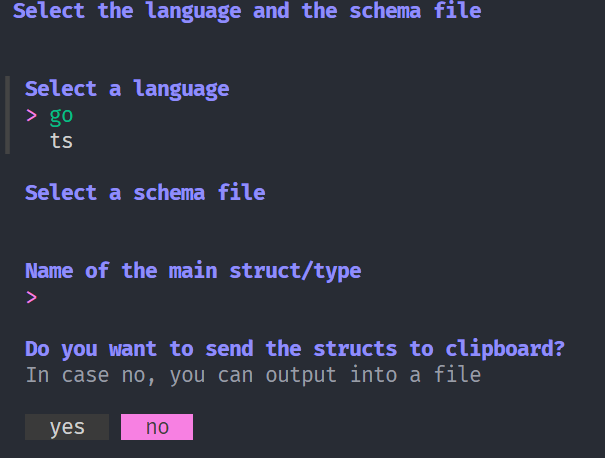 Select the language and the schema file
Select a language
> go
ts
Select a schema file
Name of the main struct/type
>
Do you want to send the structs to clipboard?
In case no, you can output into a file
yes no